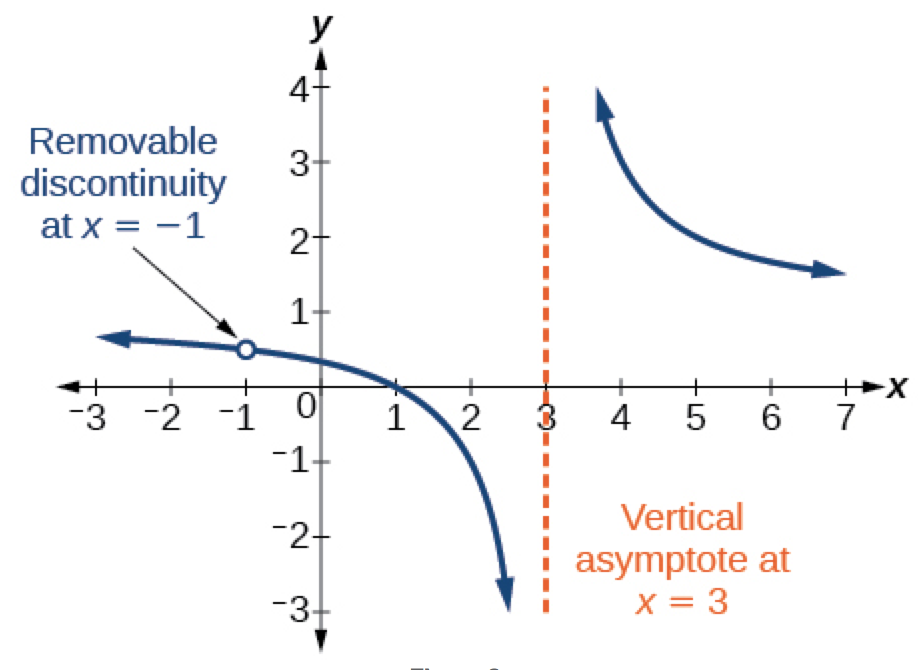 y
4
3
2
1
Removable
discontinuity
at x = −1
−3 −2 −1 0 1 2 3 4 5 6 7 x
−1
−2
−3
Vertical
asymptote at
x = 3